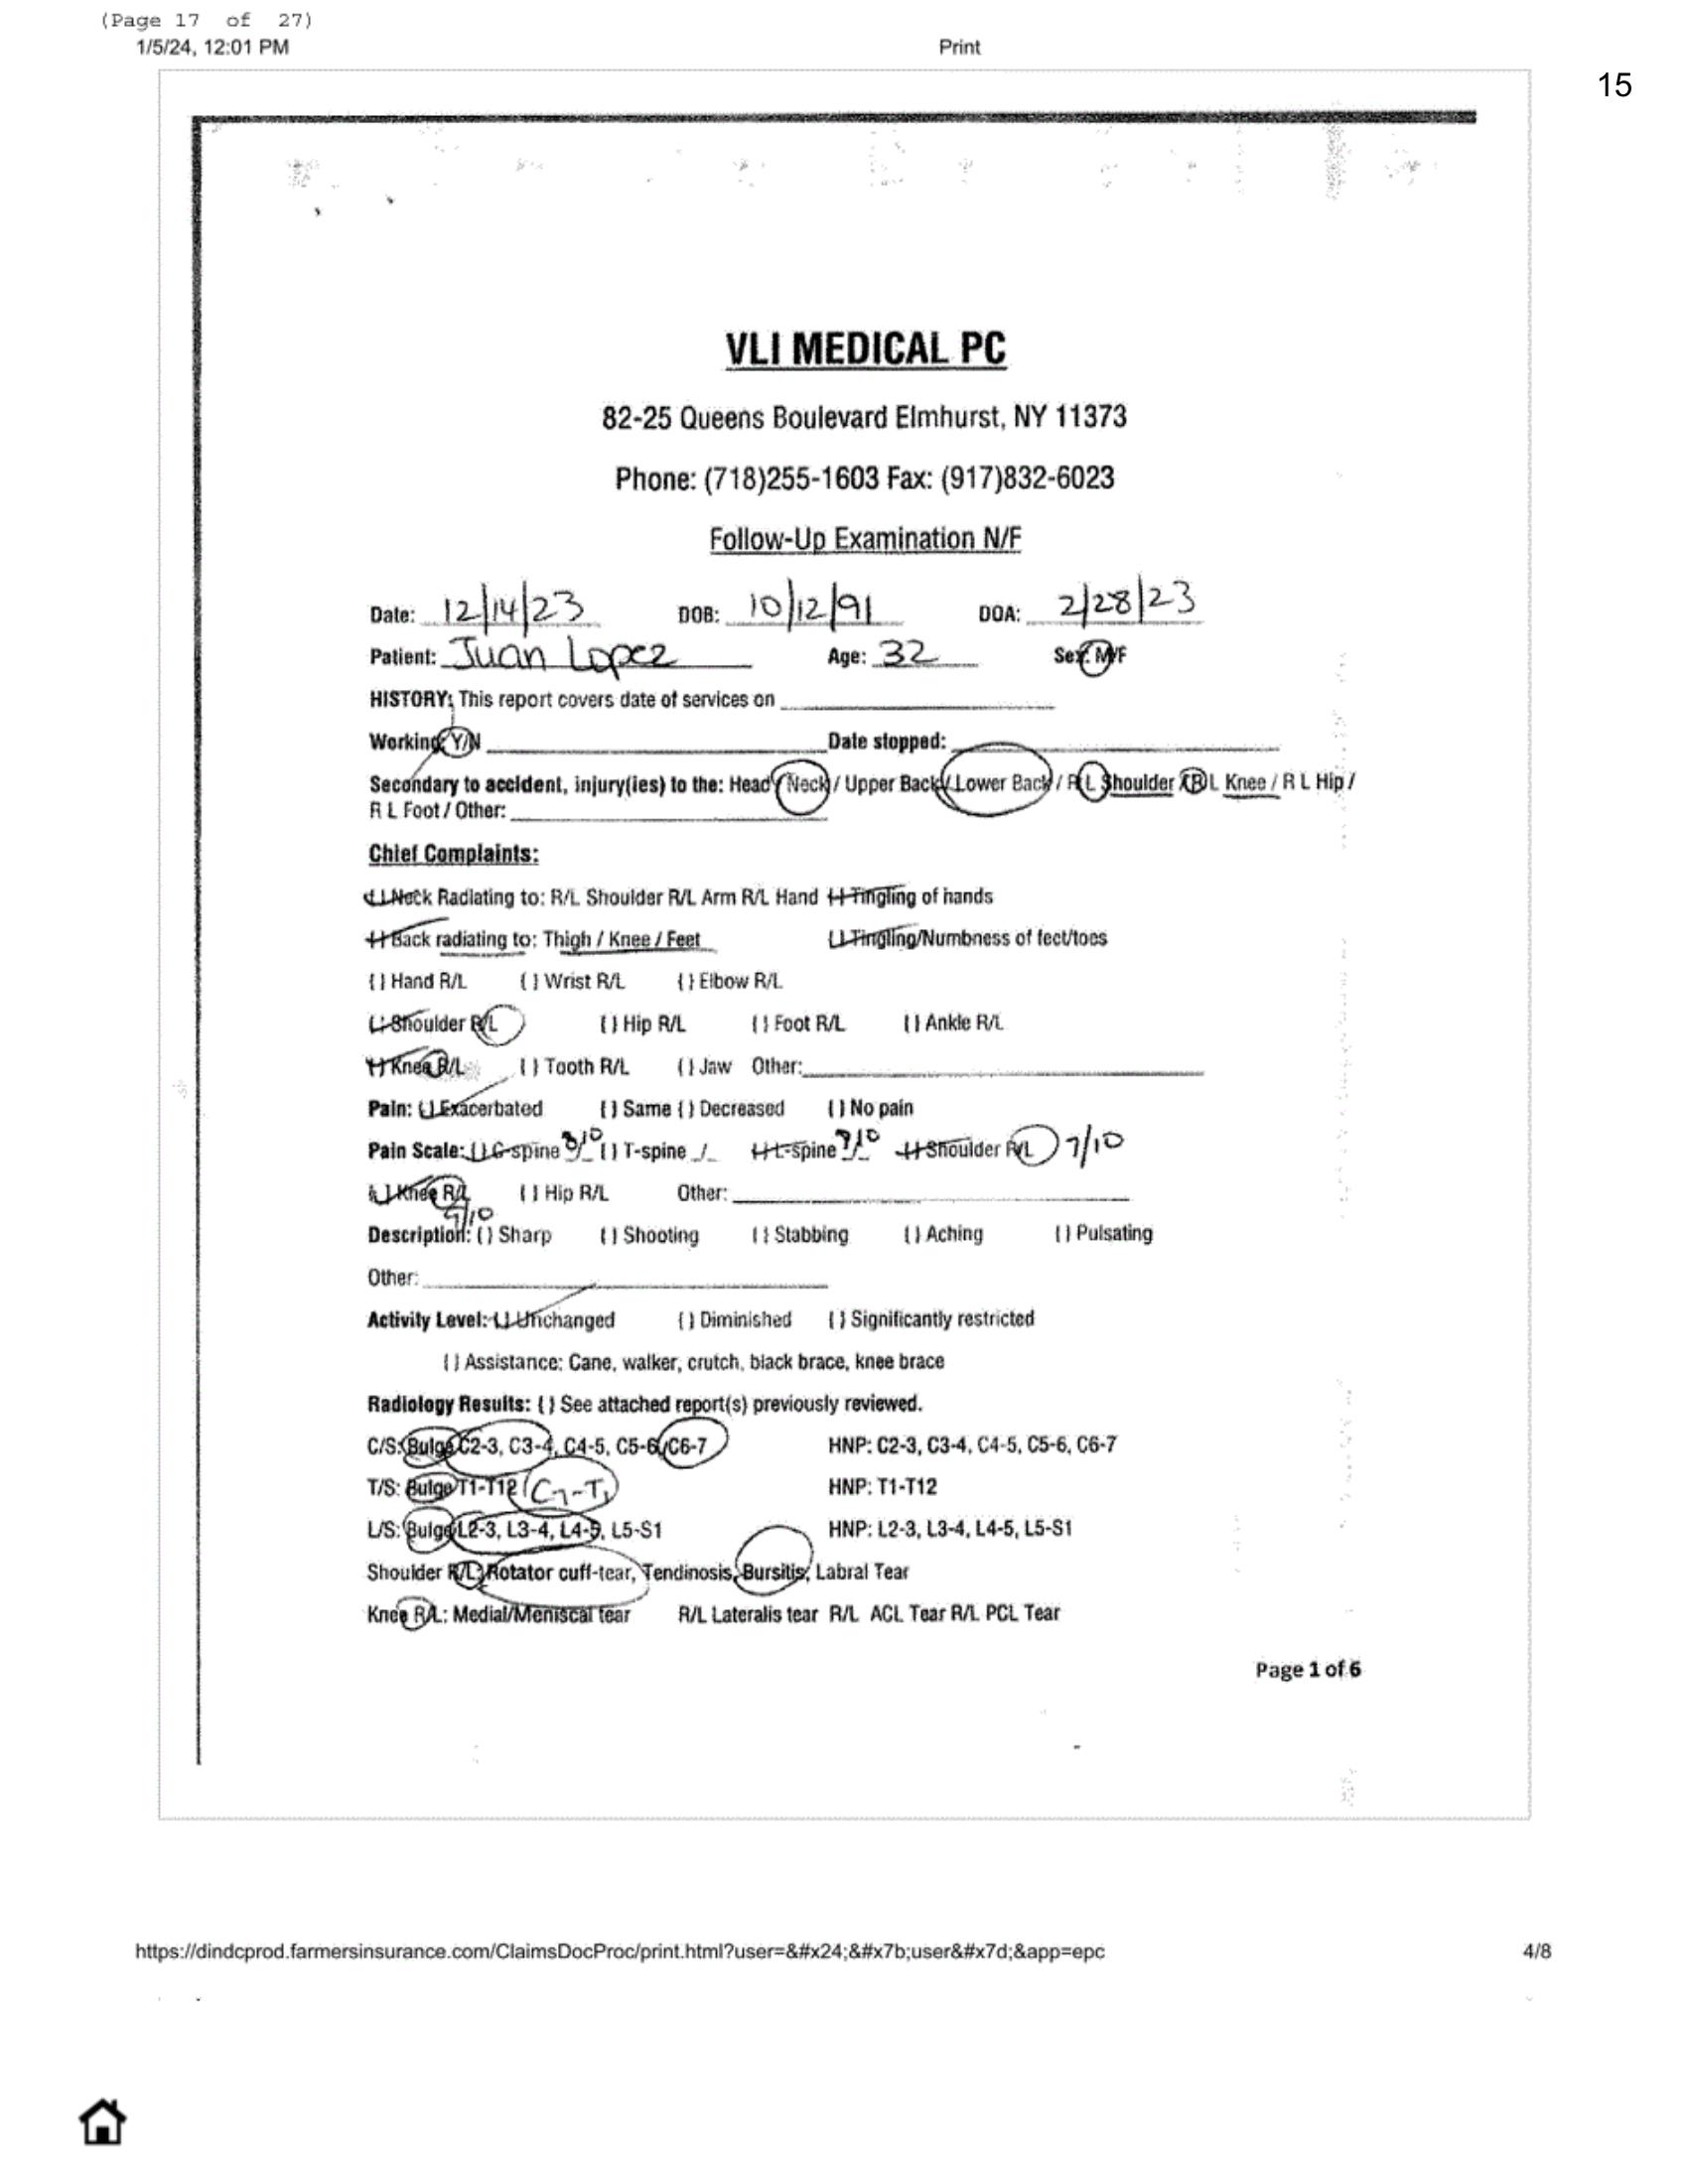 (Page 17 of 27)
1/5/24, 12:01 PM Print
15
VLI MEDICAL PC
82-25 Queens Boulevard Elmhurst, NY 11373
Phone: (718)255-1603 Fax: (917)832-6023
Follow-Up Examination N/F
Date: 12/14/23 DOB: 10/12/91 DOA: 2/28/23
Patient: Juan Lopez Age: 32 Sex: M/F
HISTORY: This report covers date of services on
Working: Y/N Date stopped:
Secondary to accident, injury(ies) to the: Head / Neck / Upper Back / Lower Back / R L Shoulder / R L Knee / R L Hip /
R L Foot / Other:
Chief Complaints:
[ ] Neck Radiating to: R/L Shoulder R/L Arm R/L Hand [ ] Tingling of hands
[ ] Back radiating to: Thigh / Knee / Feet [ ] Tingling/Numbness of feet/toes
[ ] Hand R/L [ ] Wrist R/L [ ] Elbow R/L
[ ] Shoulder R/L [ ] Hip R/L [ ] Foot R/L [ ] Ankle R/L
[ ] Knee R/L [ ] Tooth R/L [ ] Jaw Other:
Pain: [ ] Exacerbated [ ] Same [ ] Decreased [ ] No pain
Pain Scale: [ ] C-spine 8/10 [ ] T-spine / [ ] L-spine /10 [ ] Shoulder R/L 7/10
[ ] Knee R/L [ ] Hip R/L Other:
/10
Description: [ ] Sharp [ ] Shooting [ ] Stabbing [ ] Aching [ ] Pulsating
Other:
Activity Level: [ ] Unchanged [ ] Diminished [ ] Significantly restricted
[ ] Assistance: Cane, walker, crutch, black brace, knee brace
Radiology Results: [ ] See attached report(s) previously reviewed.
C/S: Bulge C2-3, C3-4, C4-5, C5-6, C6-7 HNP: C2-3, C3-4, C4-5, C5-6, C6-7
T/S: Bulge T1-T12 C7-T1 HNP: T1-T12
L/S: Bulge L2-3, L3-4, L4-5, L5-S1 HNP: L2-3, L3-4, L4-5, L5-S1
Shoulder R/L: Rotator cuff-tear, Tendinosis, Bursitis, Labral Tear
Knee R/L: Medial/Meniscal tear R/L Lateralis tear R/L ACL Tear R/L PCL Tear
Page 1 of 6
https://dindcprod.farmersinsurance.com/ClaimsDocProc/print.html?user=&#x24;&#x7b;user&#x7d;&app=epc 4/8